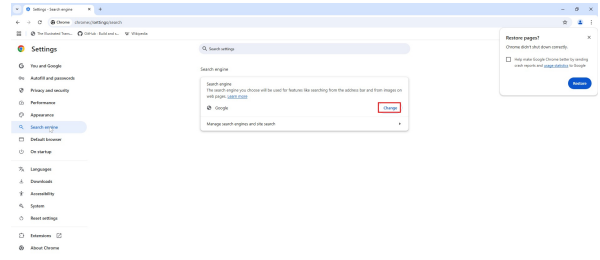 Settings - Search engine
Chrome
chrome://settings/search
The Illustrated Trans...
GitHub · Build and s...
Wikipedia
Settings
Search settings
You and Google
Autofill and passwords
Privacy and security
Performance
Appearance
Search engine
Default browser
On startup
Languages
Downloads
Accessibility
System
Reset settings
Extensions
About Chrome
Search engine
Search engine
The search engine you choose will be used for features like searching from the address bar and from images on
web pages. Learn more
Google
Change
Manage search engines and site search
Restore pages?
Chrome didn't shut down correctly.
Help make Google Chrome better by sending
crash reports and usage statistics to Google
Restore